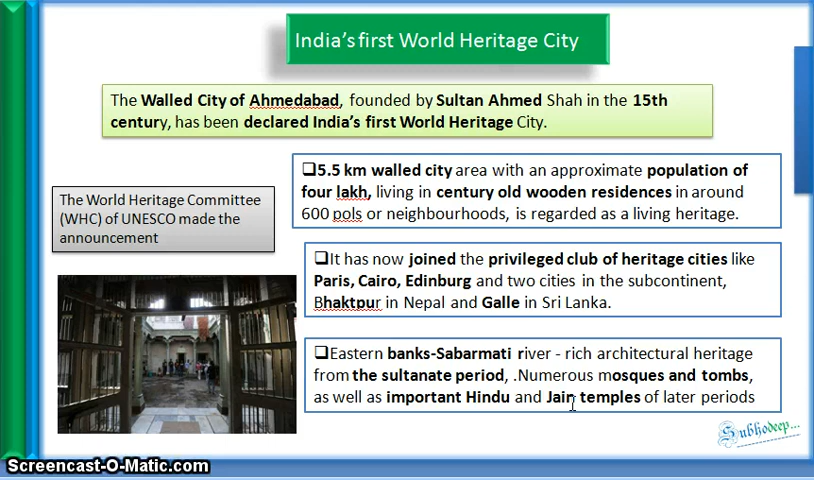 India's first World Heritage City
The Walled City of Ahmedabad, founded by Sultan Ahmed Shah in the 15th
century, has been declared India's first World Heritage City.
The World Heritage Committee
(WHC) of UNESCO made the
announcement
❑5.5 km walled city area with an approximate population of
four lakh, living in century old wooden residences in around
600 pols or neighbourhoods, is regarded as a living heritage.
❑It has now joined the privileged club of heritage cities like
Paris, Cairo, Edinburg and two cities in the subcontinent,
Bhaktpur in Nepal and Galle in Sri Lanka.
❑Eastern banks-Sabarmati river - rich architectural heritage
from the sultanate period, .Numerous mosques and tombs,
as well as important Hindu and Jain temples of later periods
Subhodeep...
Screencast-O-Matic.com